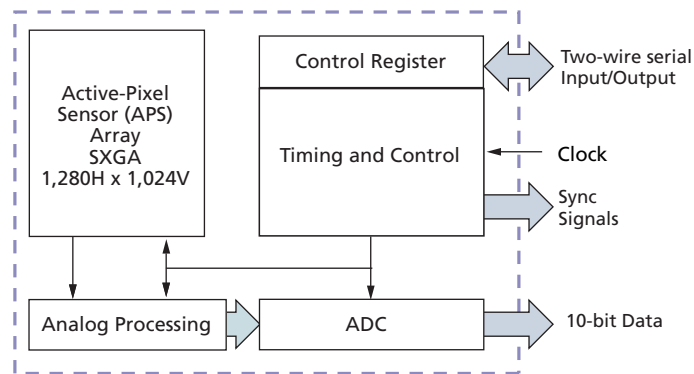 Active-Pixel
Sensor (APS)
Array
SXGA
1,280H x 1,024V
Control Register
Timing and Control
Two-wire serial
Input/Output
Clock
Sync
Signals
Analog Processing
ADC
10-bit Data